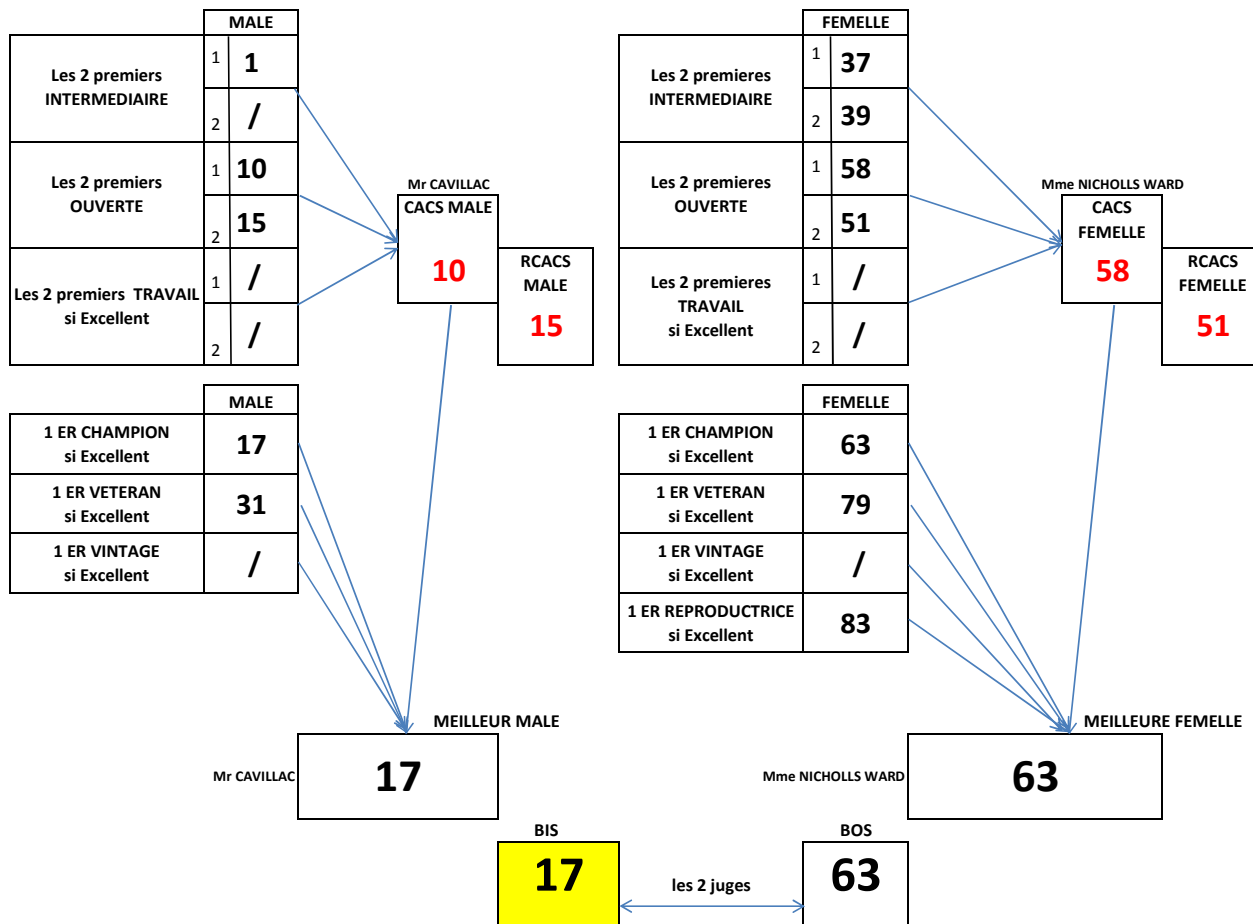 MALE
Les 2 premiers
INTERMEDIAIRE
1 1
2 /
Les 2 premiers
OUVERTE
1 10
2 15
Les 2 premiers TRAVAIL
si Excellent
1 /
2 /
Mr CAVILLAC
CACS MALE
10
RCACS
MALE
15
MALE
1 ER CHAMPION
si Excellent
17
1 ER VETERAN
si Excellent
31
1 ER VINTAGE
si Excellent
/
MEILLEUR MALE
Mr CAVILLAC
17
FEMELLE
Les 2 premieres
INTERMEDIAIRE
1 37
2 39
Les 2 premieres
OUVERTE
1 58
2 51
Les 2 premieres
TRAVAIL
si Excellent
1 /
2 /
Mme NICHOLLS WARD
CACS
FEMELLE
58
RCACS
FEMELLE
51
FEMELLE
1 ER CHAMPION
si Excellent
63
1 ER VETERAN
si Excellent
79
1 ER VINTAGE
si Excellent
/
1 ER REPRODUCTRICE
si Excellent
83
MEILLEURE FEMELLE
Mme NICHOLLS WARD
63
BIS
17
les 2 juges
BOS
63